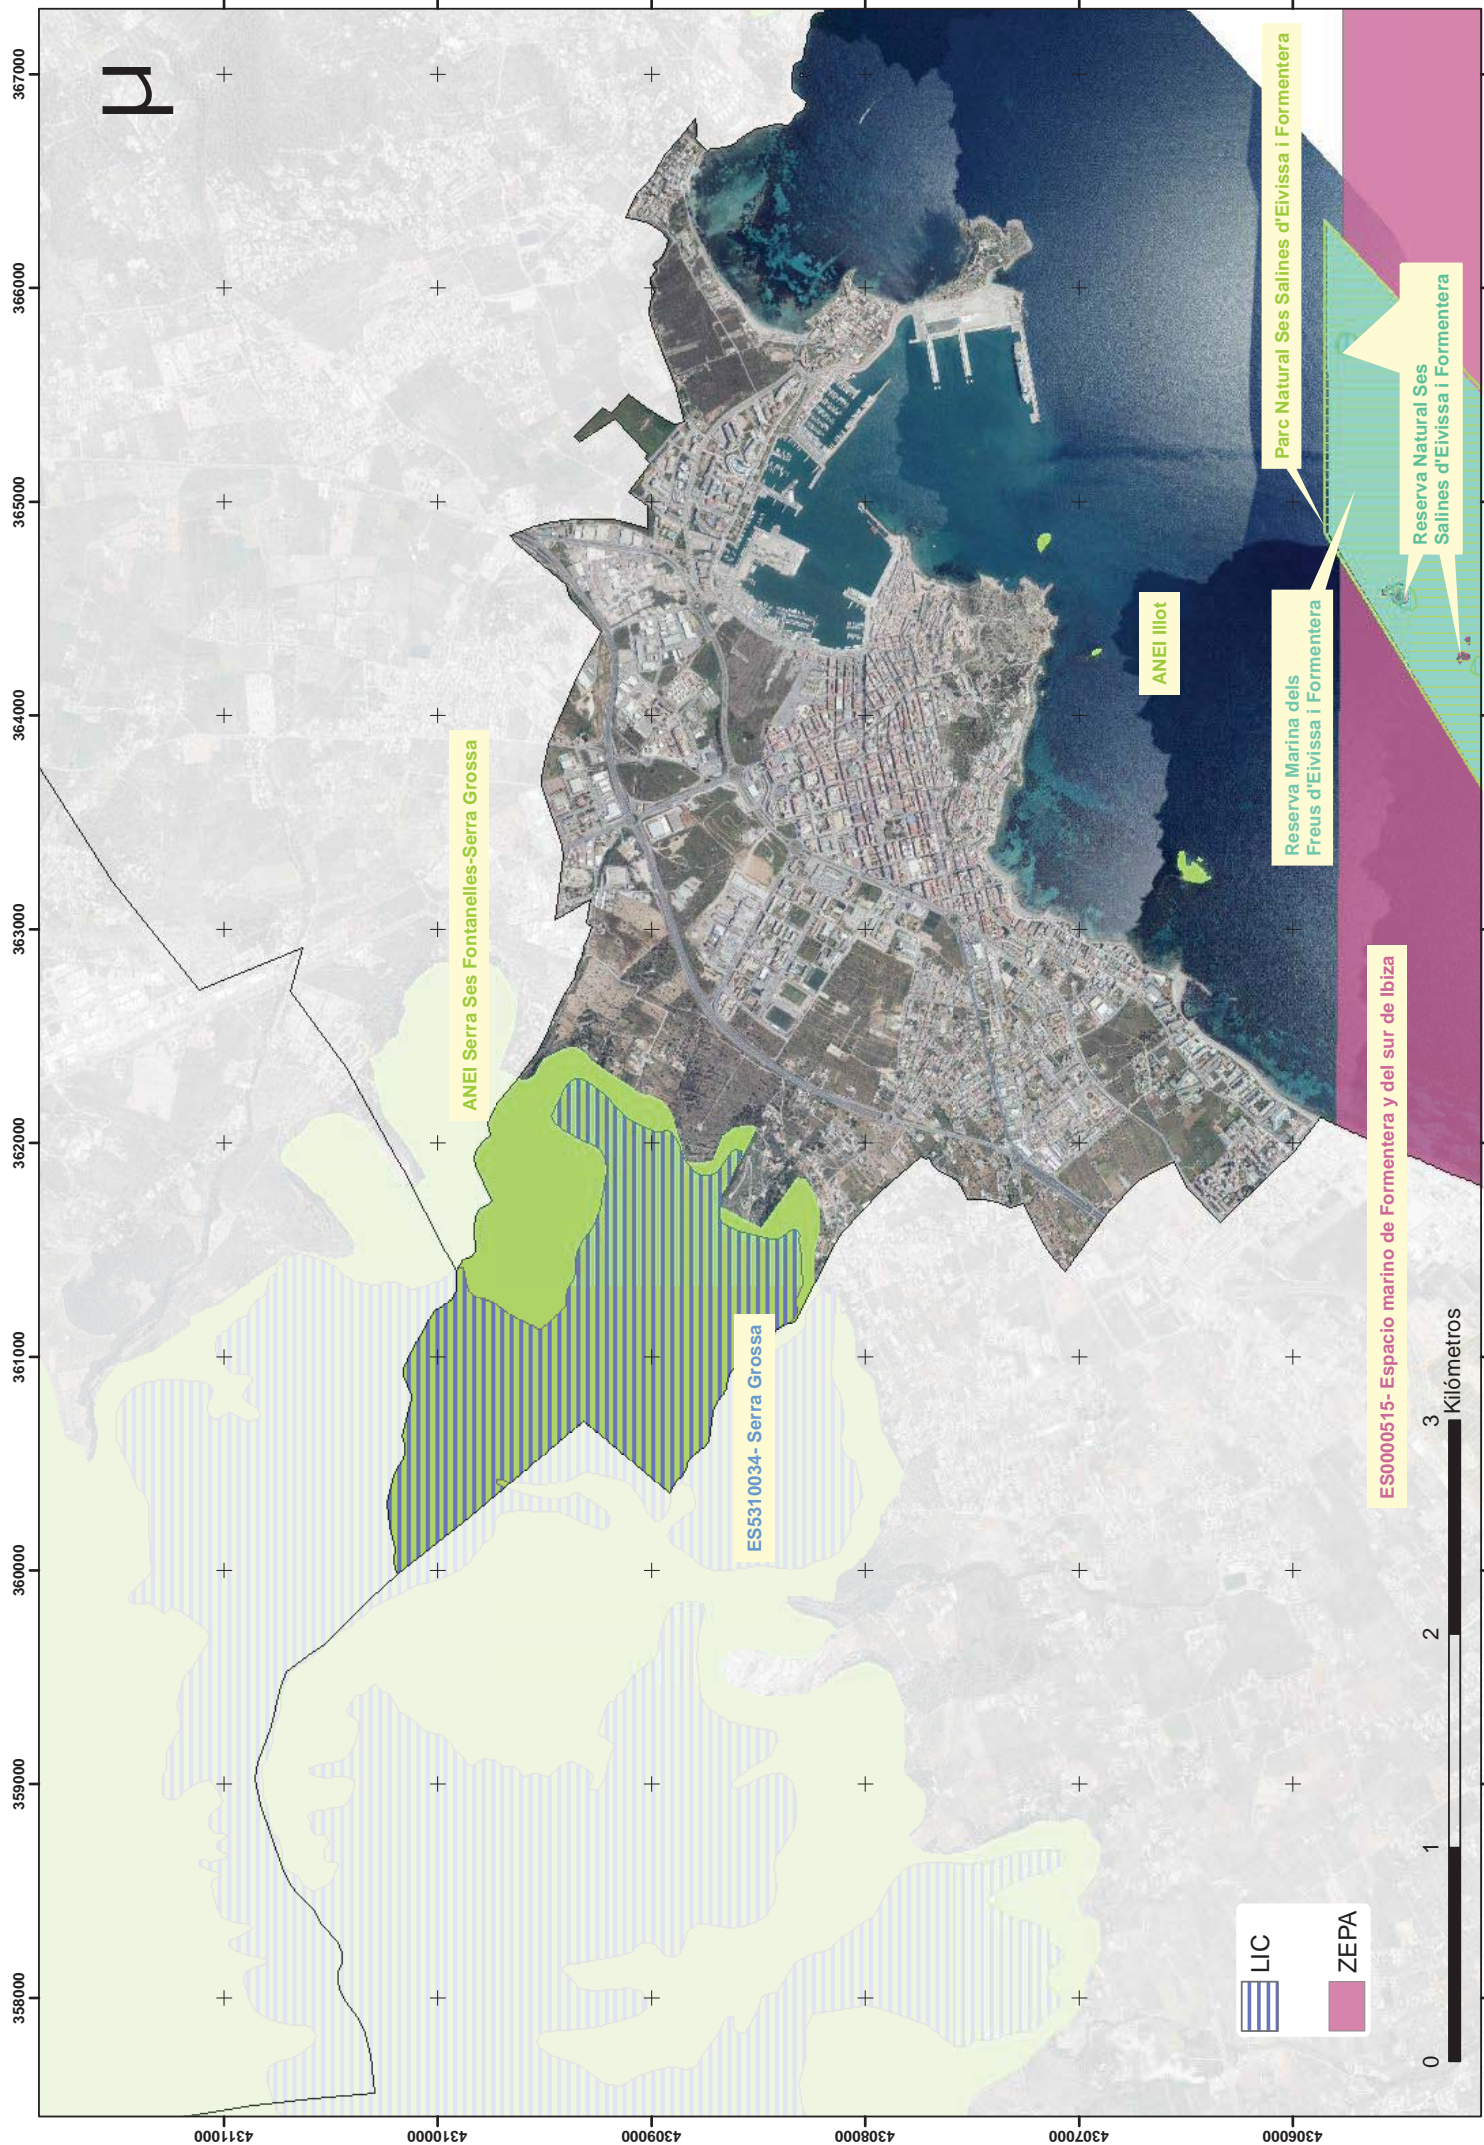 358000
359000
360000
361000
362000
363000
364000
365000
366000
367000
µ
4311000
4310000
4309000
4308000
4307000
4306000
ANEI Serra Ses Fontanelles-Serra Grossa
ES5310034- Serra Grossa
ANEI Illot
Parc Natural Ses Salines d'Eivissa i Formentera
Reserva Marina dels
Freus d'Eivissa i Formentera
Reserva Natural Ses
Salines d'Eivissa i Formentera
ES0000515- Espacio marino de Formentera y del sur de Ibiza
LIC
ZEPA
0
1
2
3
Kilómetros